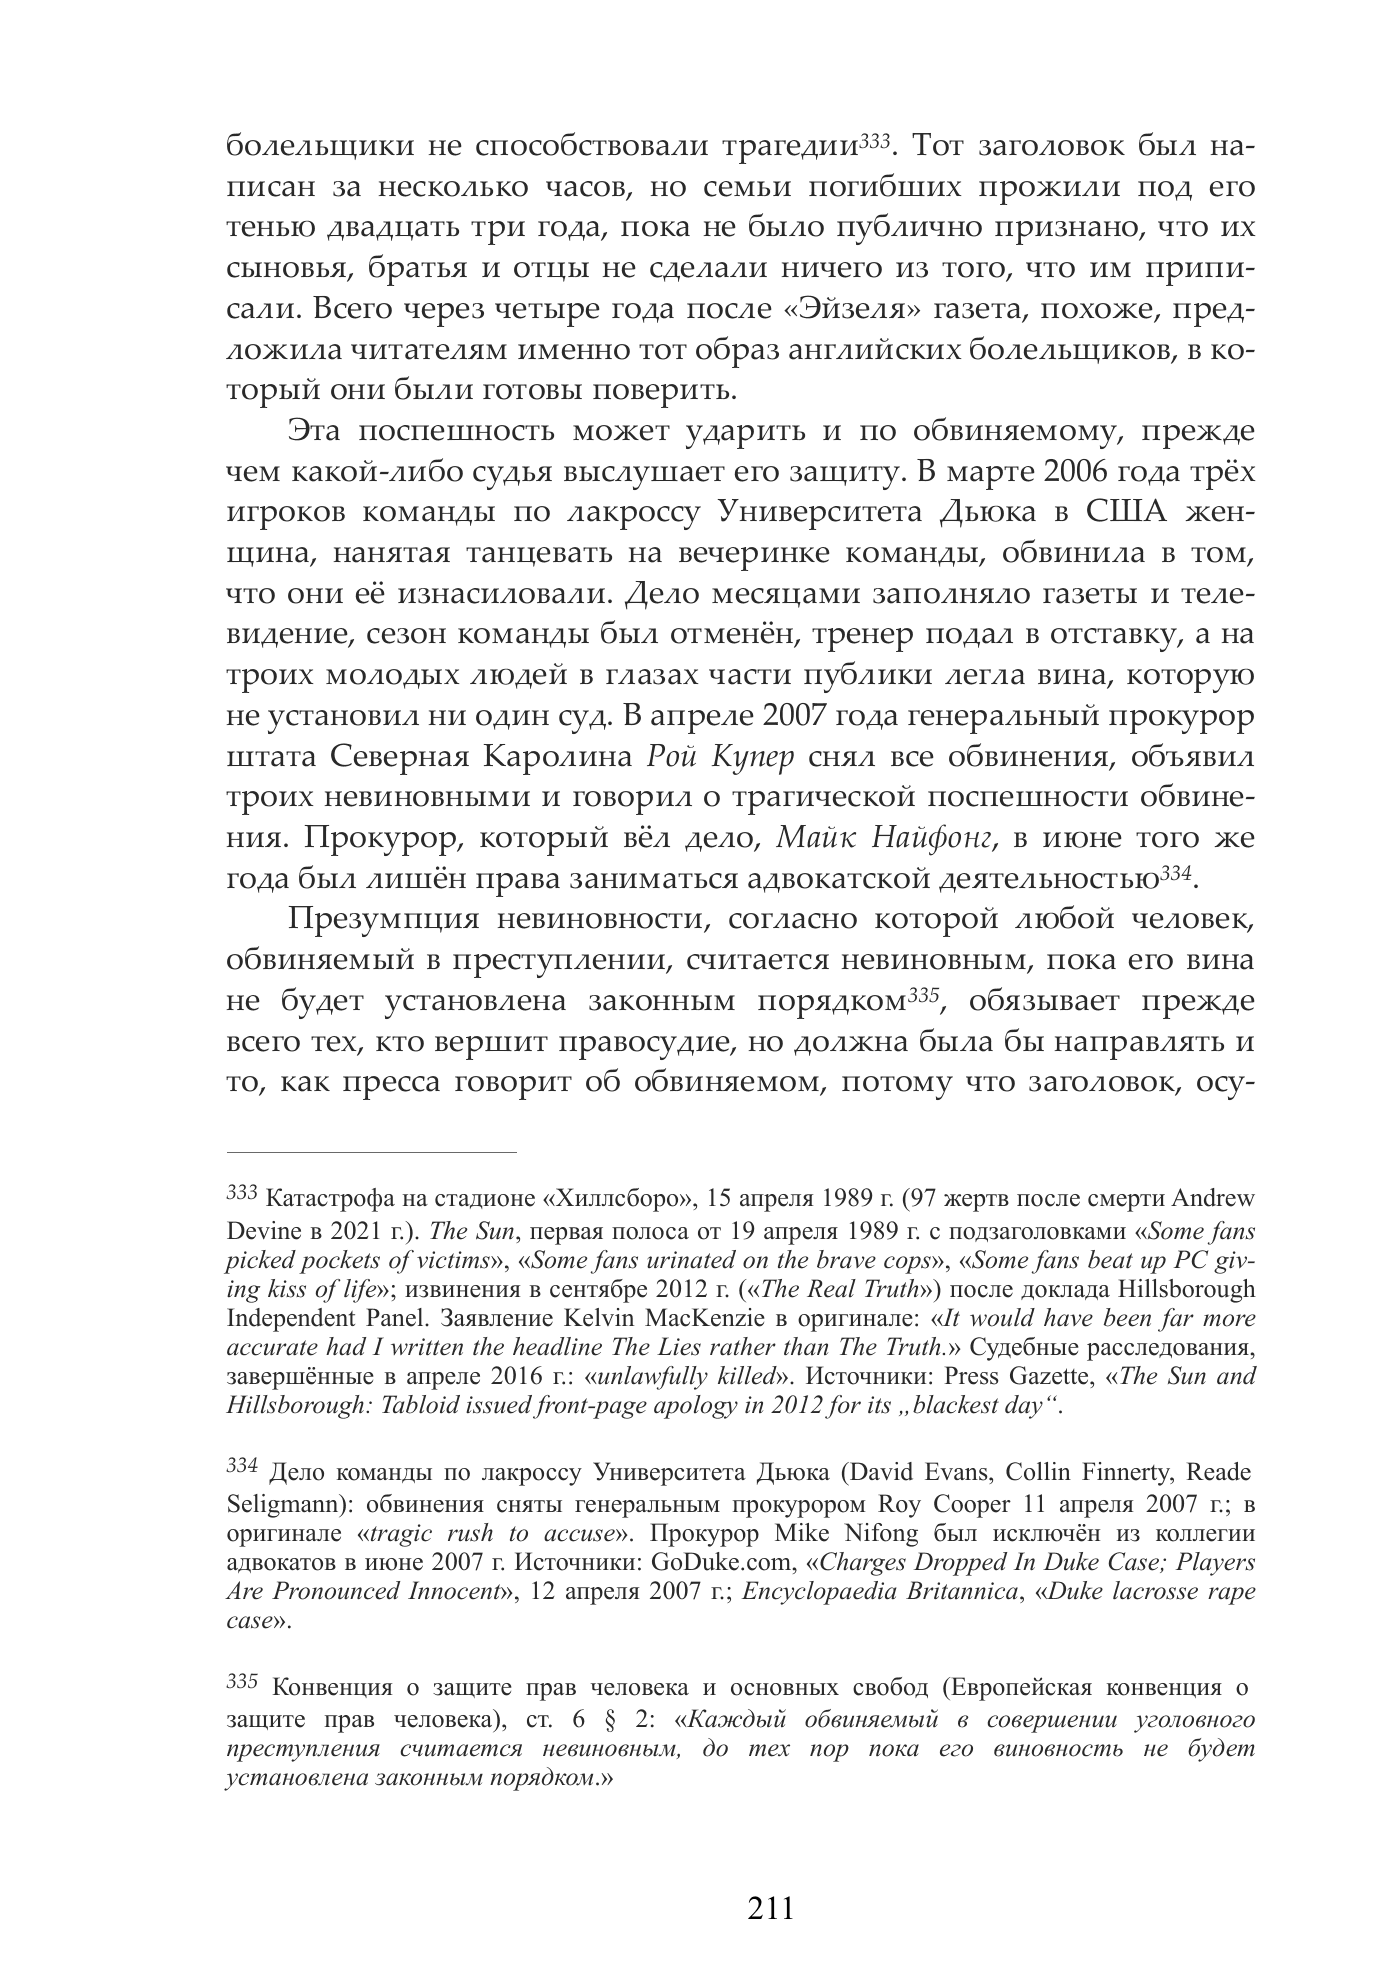 болельщики не способствовали трагедии333. Тот заголовок был на-
писан за несколько часов, но семьи погибших прожили под его
тенью двадцать три года, пока не было публично признано, что их
сыновья, братья и отцы не сделали ничего из того, что им припи-
сали. Всего через четыре года после «Эйзеля» газета, похоже, пред-
ложила читателям именно тот образ английских болельщиков, в ко-
торый они были готовы поверить.
Эта поспешность может ударить и по обвиняемому, прежде
чем какой-либо судья выслушает его защиту. В марте 2006 года трёх
игроков команды по лакроссу Университета Дьюка в США жен-
щина, нанятая танцевать на вечеринке команды, обвинила в том,
что они её изнасиловали. Дело месяцами заполняло газеты и теле-
видение, сезон команды был отменён, тренер подал в отставку, а на
троих молодых людей в глазах части публики легла вина, которую
не установил ни один суд. В апреле 2007 года генеральный прокурор
штата Северная Каролина Рой Купер снял все обвинения, объявил
троих невиновными и говорил о трагической поспешности обвине-
ния. Прокурор, который вёл дело, Майк Найфонг, в июне того же
года был лишён права заниматься адвокатской деятельностью334.
Презумпция невиновности, согласно которой любой человек,
обвиняемый в преступлении, считается невиновным, пока его вина
не будет установлена законным порядком335, обязывает прежде
всего тех, кто вершит правосудие, но должна была бы направлять и
то, как пресса говорит об обвиняемом, потому что заголовок, осу-
333 Катастрофа на стадионе «Хиллсборо», 15 апреля 1989 г. (97 жертв после смерти Andrew
Devine в 2021 г.). The Sun, первая полоса от 19 апреля 1989 г. с подзаголовками «Some fans
picked pockets of victims», «Some fans urinated on the brave cops», «Some fans beat up PC giv-
ing kiss of life»; извинения в сентябре 2012 г. («The Real Truth») после доклада Hillsborough
Independent Panel. Заявление Kelvin MacKenzie в оригинале: «It would have been far more
accurate had I written the headline The Lies rather than The Truth.» Судебные расследования,
завершённые в апреле 2016 г.: «unlawfully killed». Источники: Press Gazette, «The Sun and
Hillsborough: Tabloid issued front-page apology in 2012 for its „blackest day“.
334 Дело команды по лакроссу Университета Дьюка (David Evans, Collin Finnerty, Reade
Seligmann): обвинения сняты генеральным прокурором Roy Cooper 11 апреля 2007 г.; в
оригинале «tragic rush to accuse». Прокурор Mike Nifong был исключён из коллегии
адвокатов в июне 2007 г. Источники: GoDuke.com, «Charges Dropped In Duke Case; Players
Are Pronounced Innocent», 12 апреля 2007 г.; Encyclopaedia Britannica, «Duke lacrosse rape
case».
335 Конвенция о защите прав человека и основных свобод (Европейская конвенция о
защите прав человека), ст. 6 § 2: «Каждый обвиняемый в совершении уголовного
преступления считается невиновным, до тех пор пока его виновность не будет
установлена законным порядком.»
211